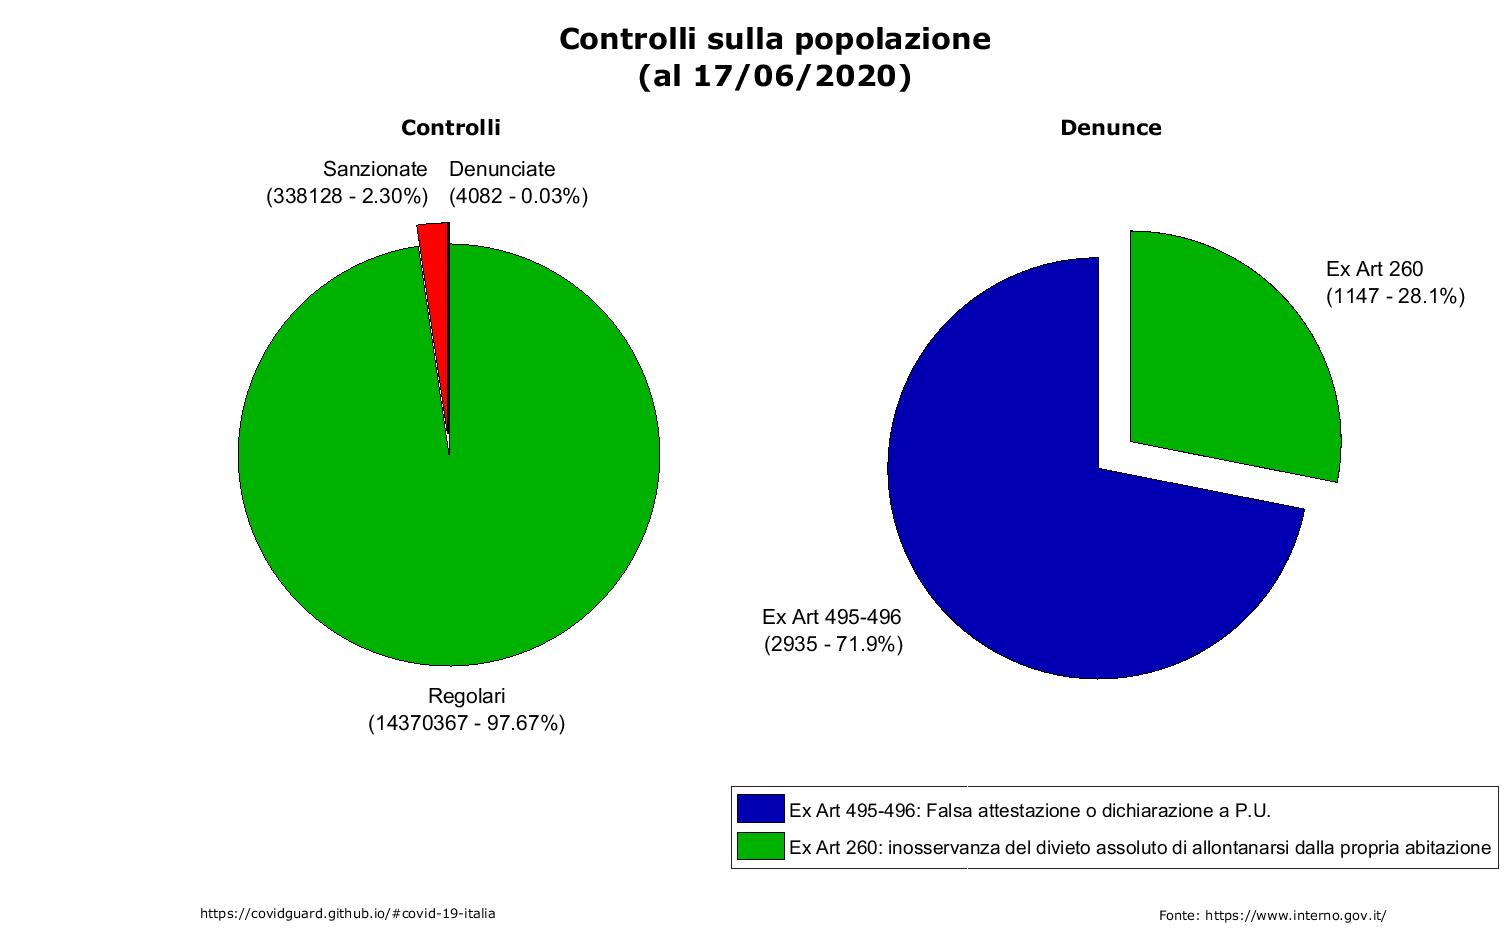 Controlli sulla popolazione
(al 17/06/2020)
Controlli
Sanzionate
(338128 - 2.30%)
Denunciate
(4082 - 0.03%)
Regolari
(14370367 - 97.67%)
Denunce
Ex Art 260
(1147 - 28.1%)
Ex Art 495-496
(2935 - 71.9%)
Ex Art 495-496: Falsa attestazione o dichiarazione a P.U.
Ex Art 260: inosservanza del divieto assoluto di allontanarsi dalla propria abitazione
https://covidguard.github.io/#covid-19-italia
Fonte: https://www.interno.gov.it/